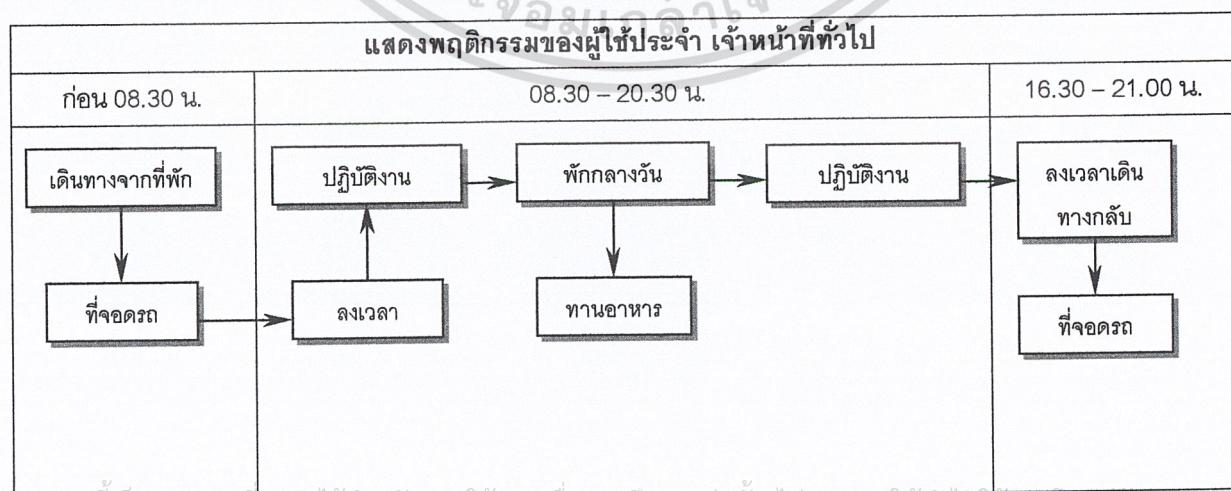 แสดงพฤติกรรมของผู้ใช้ประจำ เจ้าหน้าที่ทั่วไป
ก่อน 08.30 น.
08.30 – 20.30 น.
16.30 – 21.00 น.
เดินทางจากที่พัก
ปฏิบัติงาน
พักกลางวัน
ปฏิบัติงาน
ลงเวลาเดิน
ทางกลับ
ที่จอดรถ
ลงเวลา
ทานอาหาร
ที่จอดรถ